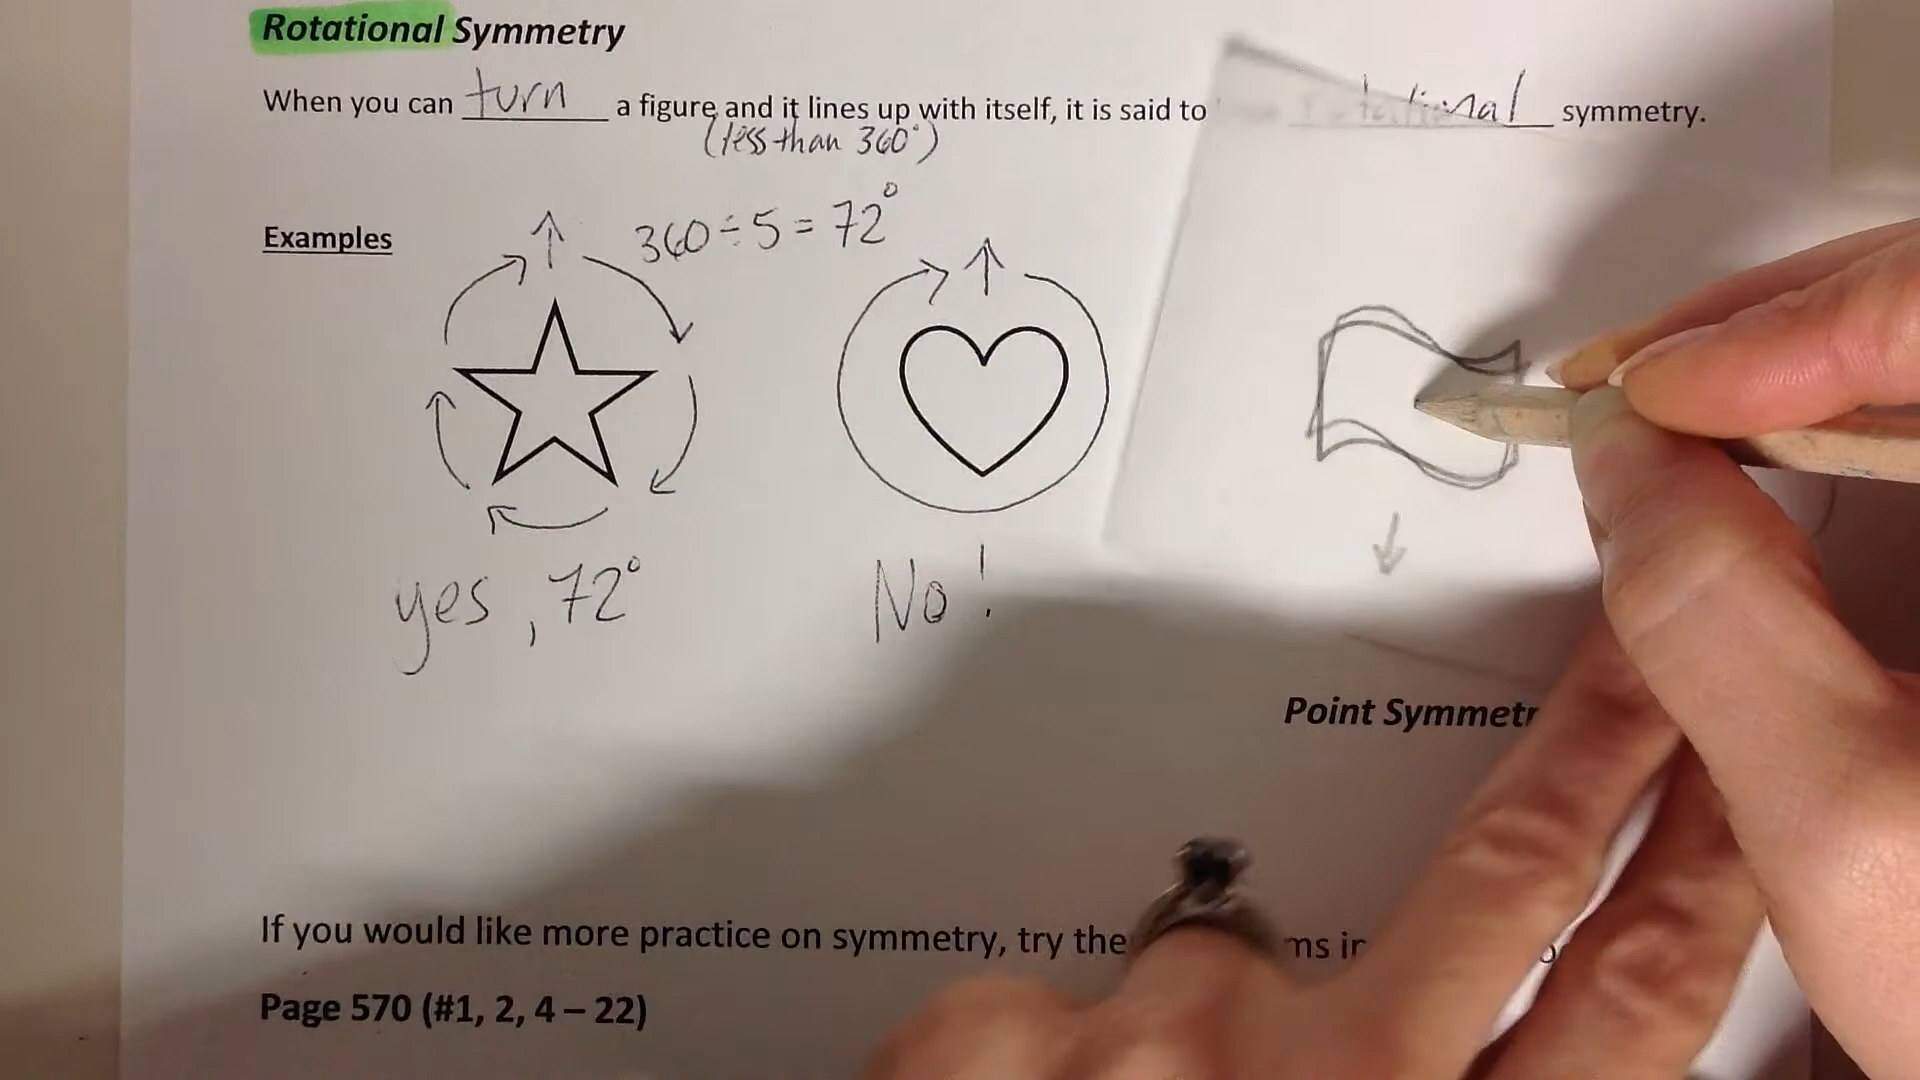 Rotational Symmetry
When you can turn a figure and it lines up with itself, it is said to rotational symmetry.
(less than 360°)
Examples
360 ÷ 5 = 72°
yes, 72°
No!
Point Symmetr
If you would like more practice on symmetry, try the
Page 570 (#1, 2, 4 – 22)